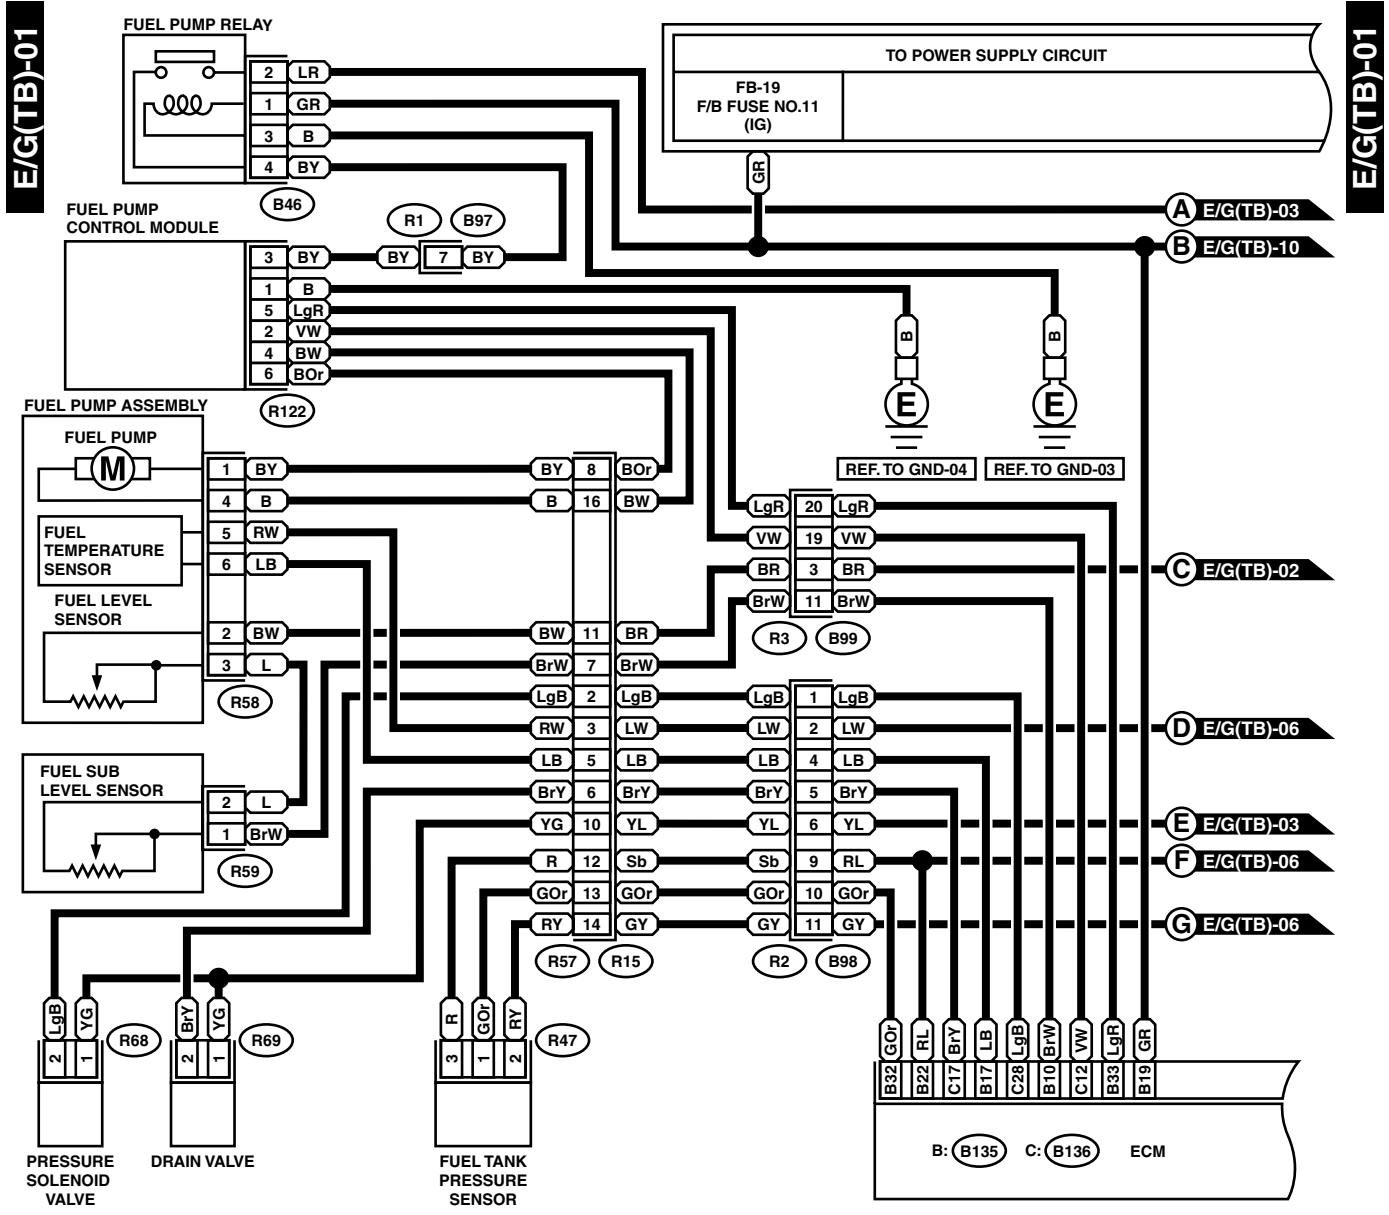 E/G(TB)-01
FUEL PUMP RELAY
TO POWER SUPPLY CIRCUIT
FB-19
F/B FUSE NO.11
(IG)
GR
E/G(TB)-01
2 LR
1 GR
3 B
4 BY
B46
A E/G(TB)-03
B E/G(TB)-10
FUEL PUMP
CONTROL MODULE
R1 B97
3 BY BY 7 BY
1 B
5 LgR
2 VW
4 BW
6 BOr
R122
B B
E E
REF. TO GND-04 REF. TO GND-03
FUEL PUMP ASSEMBLY
FUEL PUMP
M
1 BY BY 8 BOr
4 B B 16 BW
FUEL
TEMPERATURE
SENSOR
5 RW
6 LB
FUEL LEVEL
SENSOR
2 BW BW 11 BR
3 L BrW 7 BrW
R58
LgR 20 LgR
VW 19 VW
BR 3 BR C E/G(TB)-02
BrW 11 BrW
R3 B99
LgB 2 LgB LgB 1 LgB
RW 3 LW LW 2 LW D E/G(TB)-06
LB 5 LB LB 4 LB
BrY 6 BrY BrY 5 BrY
YG 10 YL YL 6 YL E E/G(TB)-03
R 12 Sb Sb 9 RL F E/G(TB)-06
GOr 13 GOr GOr 10 GOr
RY 14 GY GY 11 GY G E/G(TB)-06
R57 R15 R2 B98
FUEL SUB
LEVEL SENSOR
2 L
1 BrW
R59
LgB YG R68
2 1
BrY YG R69
2 1
R GOr RY R47
3 1 2
PRESSURE
SOLENOID
VALVE
DRAIN VALVE
FUEL TANK
PRESSURE
SENSOR
GOr RL BrY LB LgB BrW VW LgR GR
B32 B22 C17 B17 C28 B10 C12 B33 B19
B: B135 C: B136 ECM